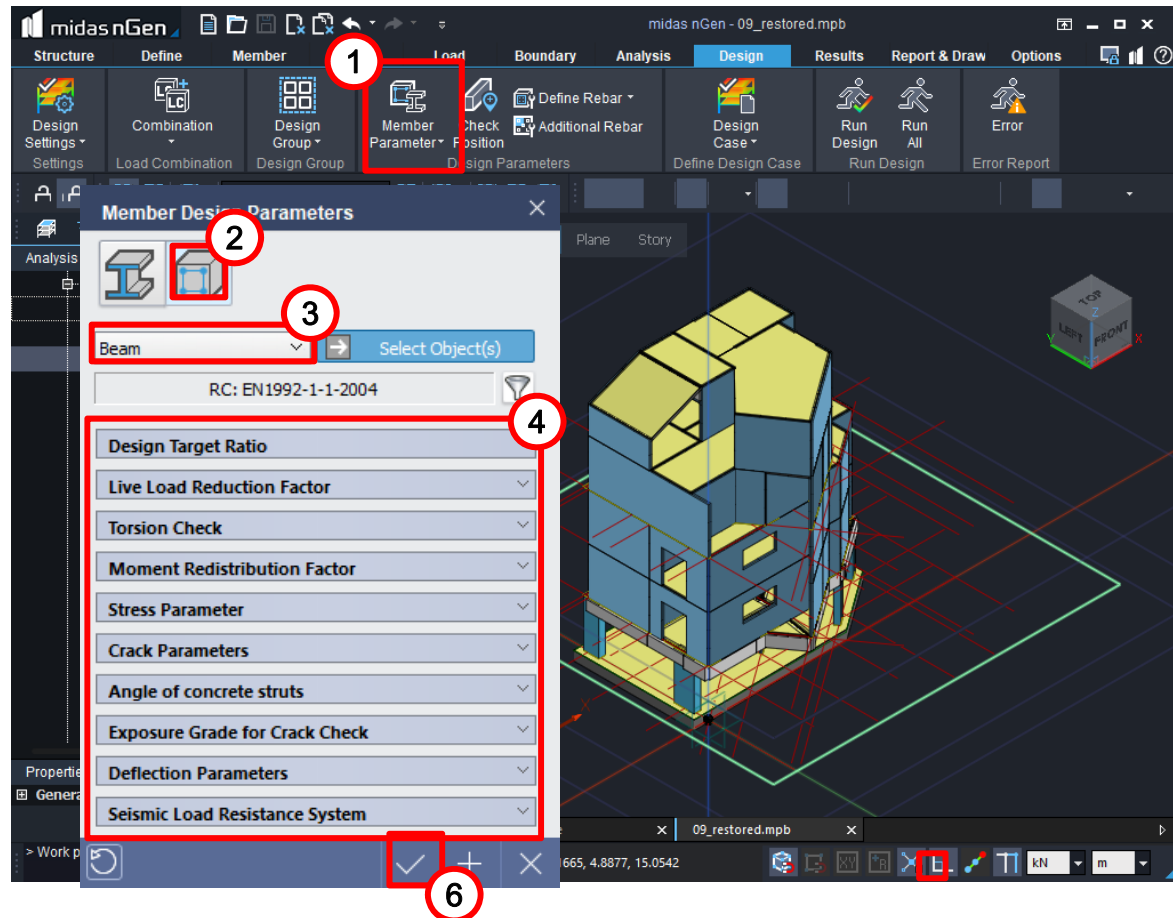 midas nGen
midas nGen - 09_restored.mpb
Structure Define Member Load Boundary Analysis Design Results Report & Draw Options
1
Design Settings
Combination
Design Group
Member Parameter
Check Position
Define Rebar
Additional Rebar
Design Case
Run Design
Run All
Error
Settings Load Combination Design Group Design Parameters Define Design Case Run Design Error Report
Member Design Parameters
2
Plane Story
Analysis
TOP
LEFT FRONT
Z
Y X
3
Beam
Select Object(s)
RC: EN1992-1-1-2004
4
Design Target Ratio
Live Load Reduction Factor
Torsion Check
Moment Redistribution Factor
Stress Parameter
Crack Parameters
Angle of concrete struts
X
Exposure Grade for Crack Check
Deflection Parameters
Seismic Load Resistance System
09_restored.mpb
> Work p
1665, 4.8877, 15.0542
kN m
6